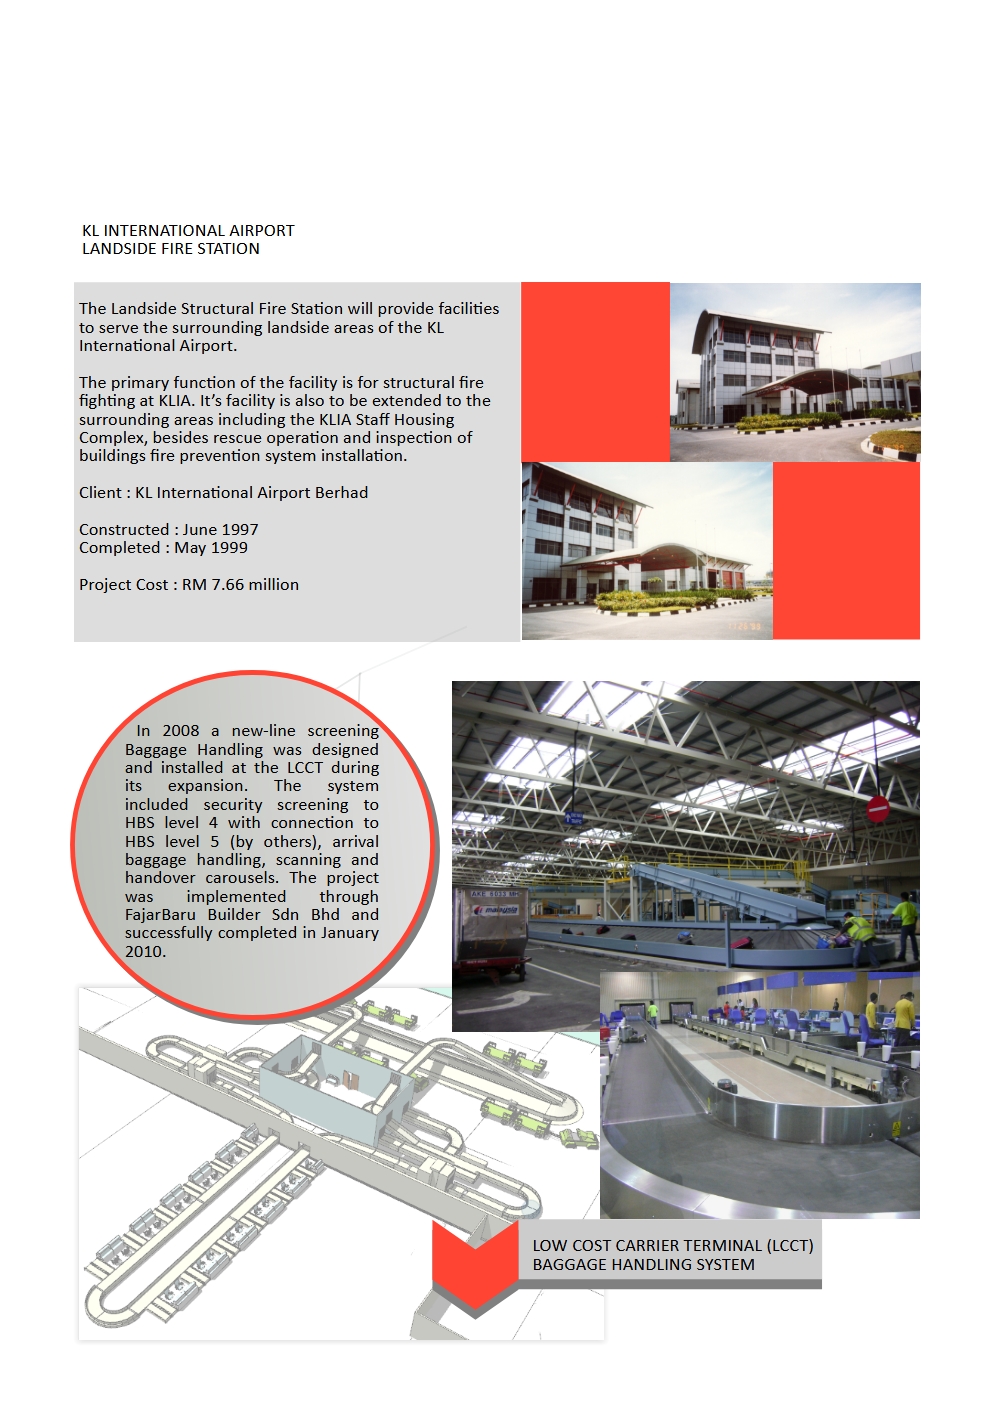 KL INTERNATIONAL AIRPORT
LANDSIDE FIRE STATION
The Landside Structural Fire Station will provide facilities
to serve the surrounding landside areas of the KL
International Airport.
The primary function of the facility is for structural fire
fighting at KLIA. It’s facility is also to be extended to the
surrounding areas including the KLIA Staff Housing
Complex, besides rescue operation and inspection of
buildings fire prevention system installation.
Client : KL International Airport Berhad
Constructed : June 1997
Completed : May 1999
Project Cost : RM 7.66 million
In 2008 a new-line screening
Baggage Handling was designed
and installed at the LCCT during
its expansion. The system
included security screening to
HBS level 4 with connection to
HBS level 5 (by others), arrival
baggage handling, scanning and
handover carousels. The project
was implemented through
FajarBaru Builder Sdn Bhd and
successfully completed in January
2010.
malaysia
LOW COST CARRIER TERMINAL (LCCT)
BAGGAGE HANDLING SYSTEM